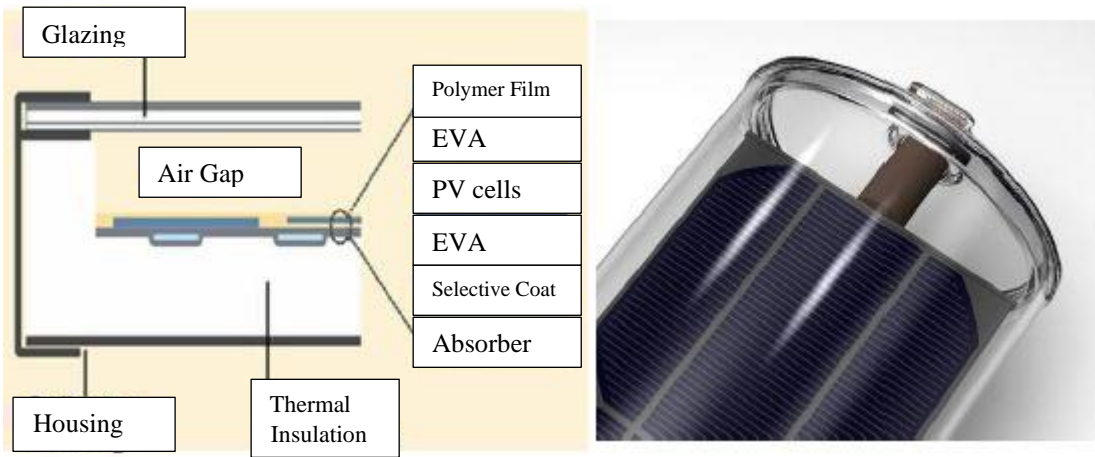 Glazing
Polymer Film
EVA
Air Gap
PV cells
EVA
Selective Coat
Absorber
Housing
Thermal
Insulation